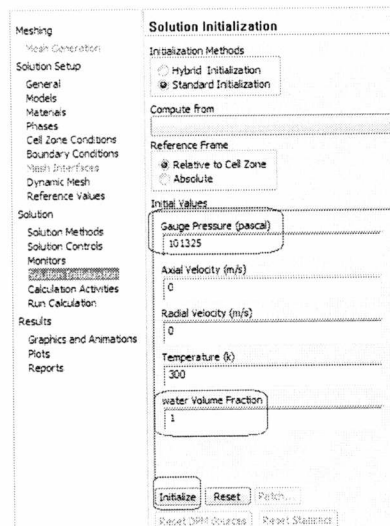 Solution Initialization
Meshing
Mesh Generation
Solution Setup
General
Models
Materials
Phases
Cell Zone Conditions
Boundary Conditions
Mesh Interfaces
Dynamic Mesh
Reference Values
Solution
Solution Methods
Solution Controls
Monitors
Solution Initialization
Calculation Activities
Run Calculation
Results
Graphics and Animations
Plots
Reports
Initialization Methods
Hybrid Initialization
Standard Initialization
Compute from
Reference Frame
Relative to Cell Zone
Absolute
Initial Values
Gauge Pressure (pascal)
101325
Axial Velocity (m/s)
0
Radial Velocity (m/s)
0
Temperature (k)
300
water Volume Fraction
1
Initialize Reset Patch...
Reset DPM Sources Reset Statistics